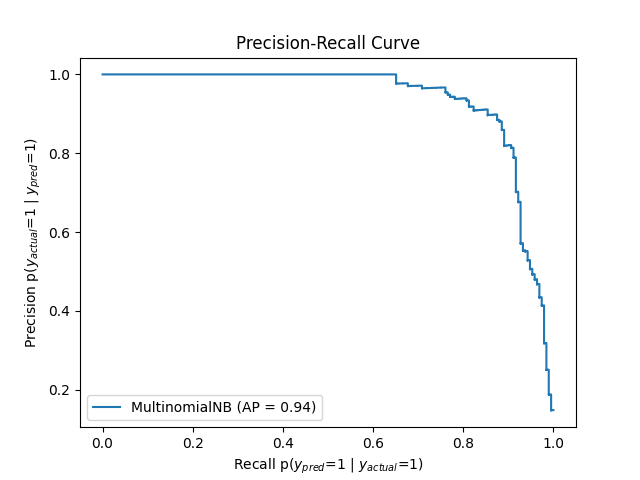 Precision-Recall Curve
1.0
0.8
0.6
0.4
0.2
Precision p(y_actual=1 | y_pred=1)
MultinomialNB (AP = 0.94)
0.0 0.2 0.4 0.6 0.8 1.0
Recall p(y_pred=1 | y_actual=1)